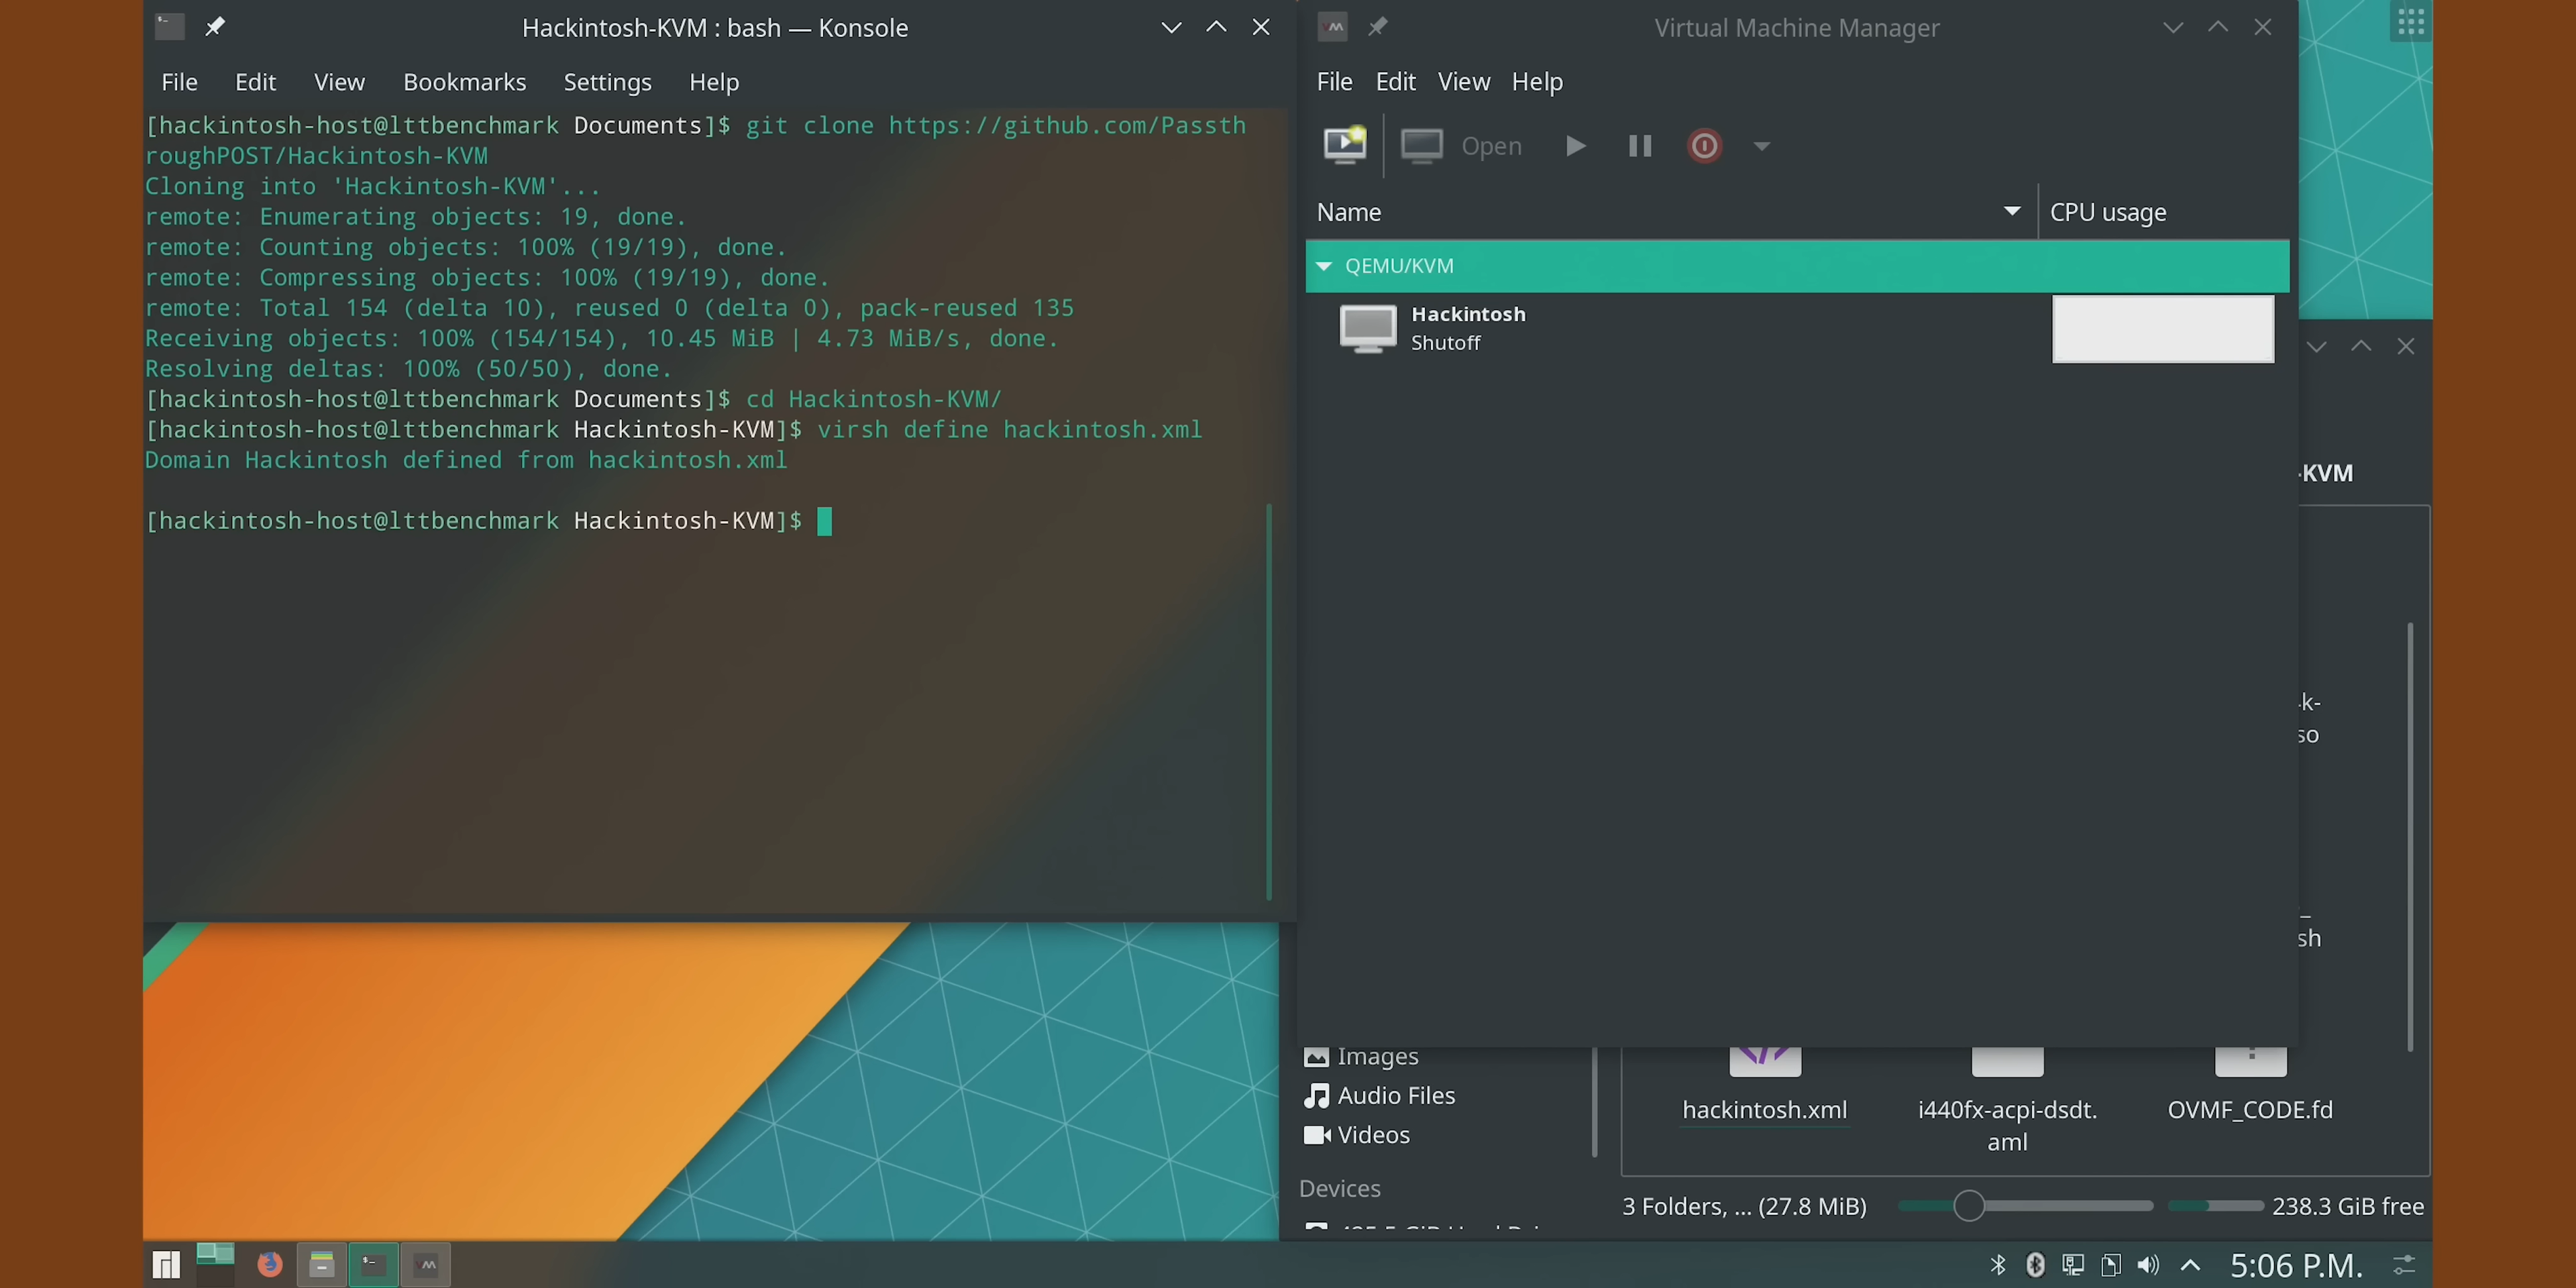 Hackintosh-KVM : bash — Konsole
File Edit View Bookmarks Settings Help
[hackintosh-host@lttbenchmark Documents]$ git clone https://github.com/Passth
roughPOST/Hackintosh-KVM
Cloning into 'Hackintosh-KVM'...
remote: Enumerating objects: 19, done.
remote: Counting objects: 100% (19/19), done.
remote: Compressing objects: 100% (19/19), done.
remote: Total 154 (delta 10), reused 0 (delta 0), pack-reused 135
Receiving objects: 100% (154/154), 10.45 MiB | 4.73 MiB/s, done.
Resolving deltas: 100% (50/50), done.
[hackintosh-host@lttbenchmark Documents]$ cd Hackintosh-KVM/
[hackintosh-host@lttbenchmark Hackintosh-KVM]$ virsh define hackintosh.xml
Domain Hackintosh defined from hackintosh.xml
[hackintosh-host@lttbenchmark Hackintosh-KVM]$
Virtual Machine Manager
File Edit View Help
Open
Name CPU usage
QEMU/KVM
Hackintosh
Shutoff
-KVM
k-
so
sh
Images
Audio Files
Videos
Devices
hackintosh.xml
i440fx-acpi-dsdt.
aml
OVMF_CODE.fd
3 Folders, ... (27.8 MiB)
238.3 GiB free
5:06 P.M.